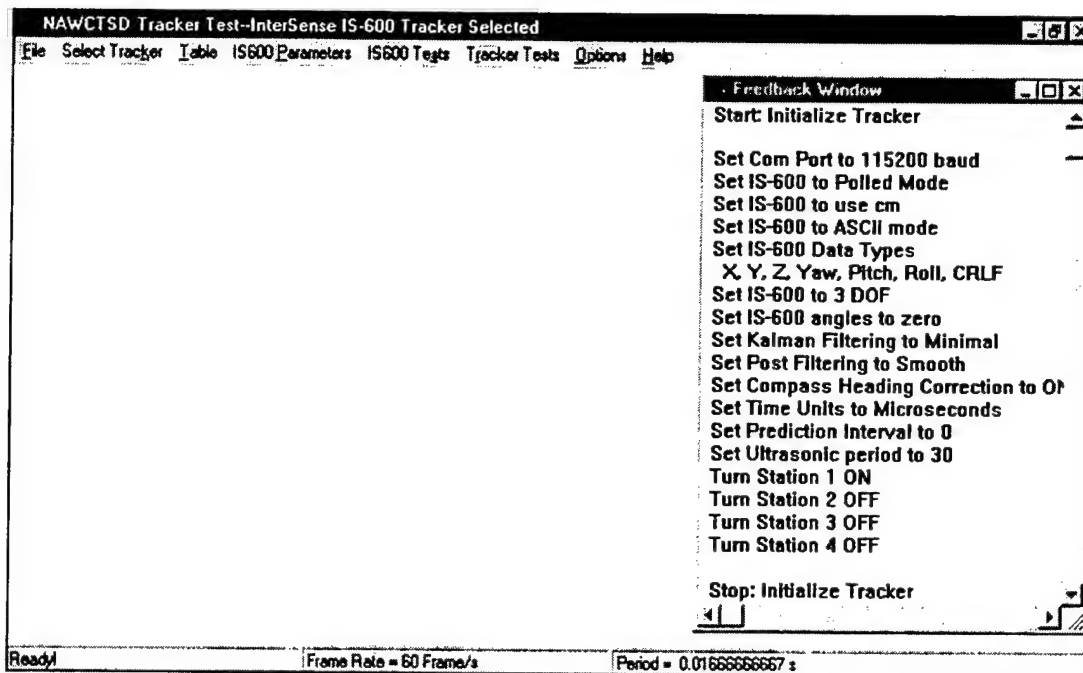 NAWCTSD Tracker Test--InterSense IS-600 Tracker Selected
File Select Tracker Table IS600 Parameters IS600 Tests Tracker Tests Options Help
Feedback Window
Start: Initialize Tracker
Set Com Port to 115200 baud
Set IS-600 to Polled Mode
Set IS-600 to use cm
Set IS-600 to ASCII mode
Set IS-600 Data Types
X, Y, Z, Yaw, Pitch, Roll, CRLF
Set IS-600 to 3 DOF
Set IS-600 angles to zero
Set Kalman Filtering to Minimal
Set Post Filtering to Smooth
Set Compass Heading Correction to
Set Time Units to Microseconds
Set Prediction Interval to 0
Set Ultrasonic period to 30
Turn Station 1 ON
Turn Station 2 OFF
Turn Station 3 OFF
Turn Station 4 OFF
Stop: Initialize Tracker
Ready! Frame Rate = 60 Frame/s Period = 0.01666666667 s